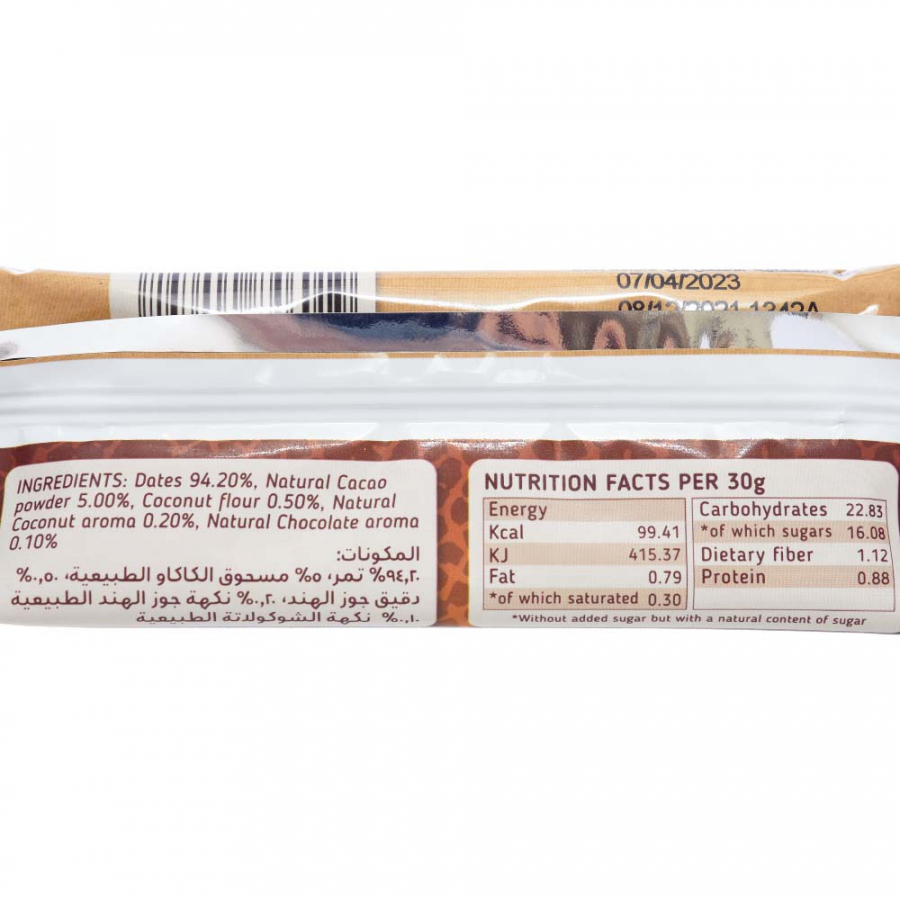 07/04/2023
INGREDIENTS: Dates 94.20%, Natural Cacao
powder 5.00%, Coconut flour 0.50%, Natural
Coconut aroma 0.20%, Natural Chocolate aroma
0.10%
المكونات:
٩٤,٢٠% تمر، ٥% مسحوق الكاكاو الطبيعية، ٠,٥٠%
دقيق جوز الهند، ٠,٢٠% نكهة جوز الهند الطبيعية
٠,١٠% نكهة الشوكولاتة الطبيعية
NUTRITION FACTS PER 30g
Energy
Kcal 99.41
KJ 415.37
Fat 0.79
*of which saturated 0.30
Carbohydrates 22.83
*of which sugars 16.08
Dietary fiber 1.12
Protein 0.88
*Without added sugar but with a natural content of sugar